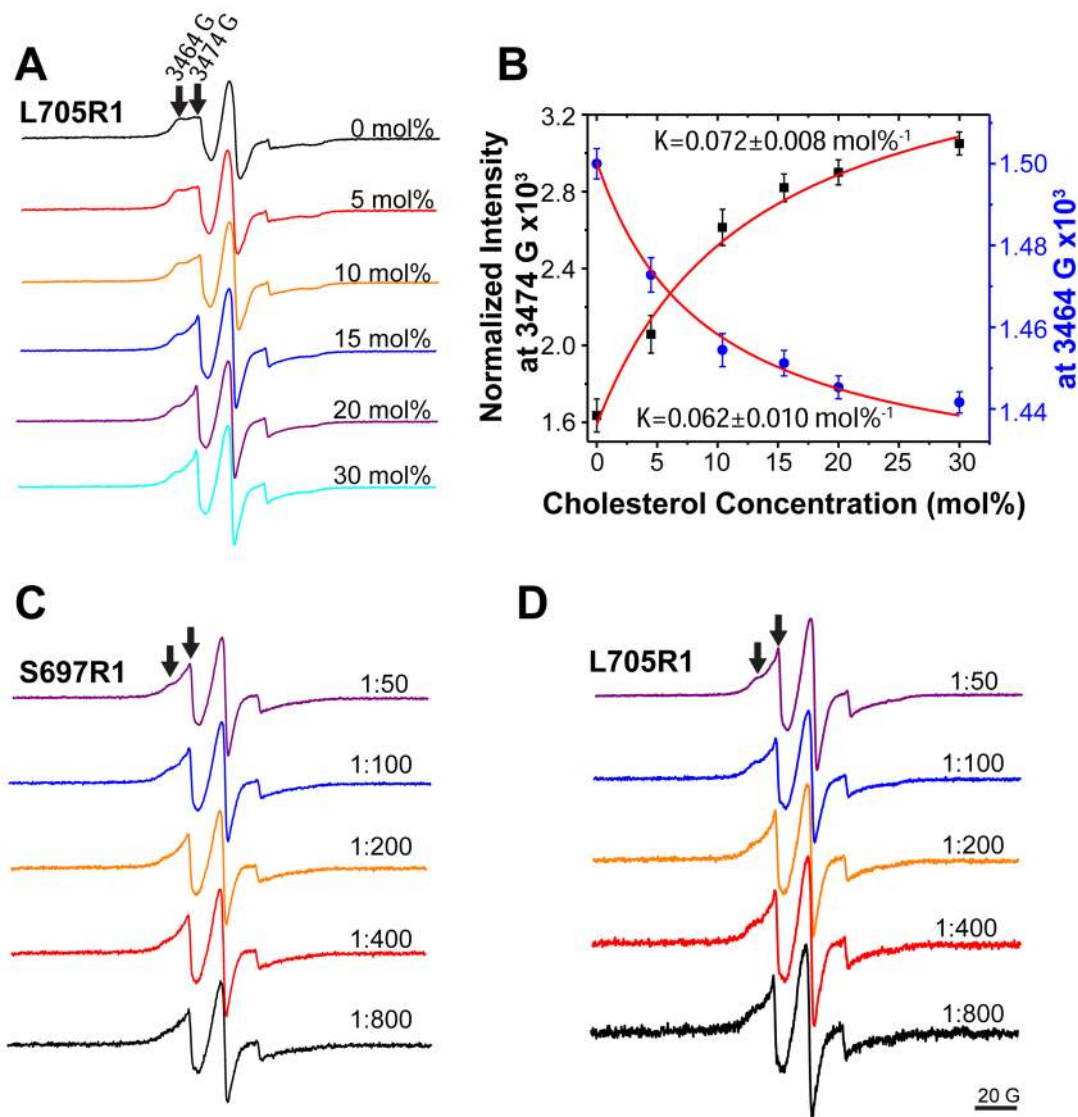 A
3464 G
3474 G
L705R1
0 mol%
5 mol%
10 mol%
15 mol%
20 mol%
30 mol%
B
Normalized Intensity
at 3474 G x10³
3.2
2.8
2.4
2.0
1.6
K=0.072±0.008 mol%⁻¹
K=0.062±0.010 mol%⁻¹
1.50
1.48
1.46
1.44
at 3464 G x10³
0 5 10 15 20 25 30
Cholesterol Concentration (mol%)
C
S697R1
1:50
1:100
1:200
1:400
1:800
D
L705R1
1:50
1:100
1:200
1:400
1:800
20 G